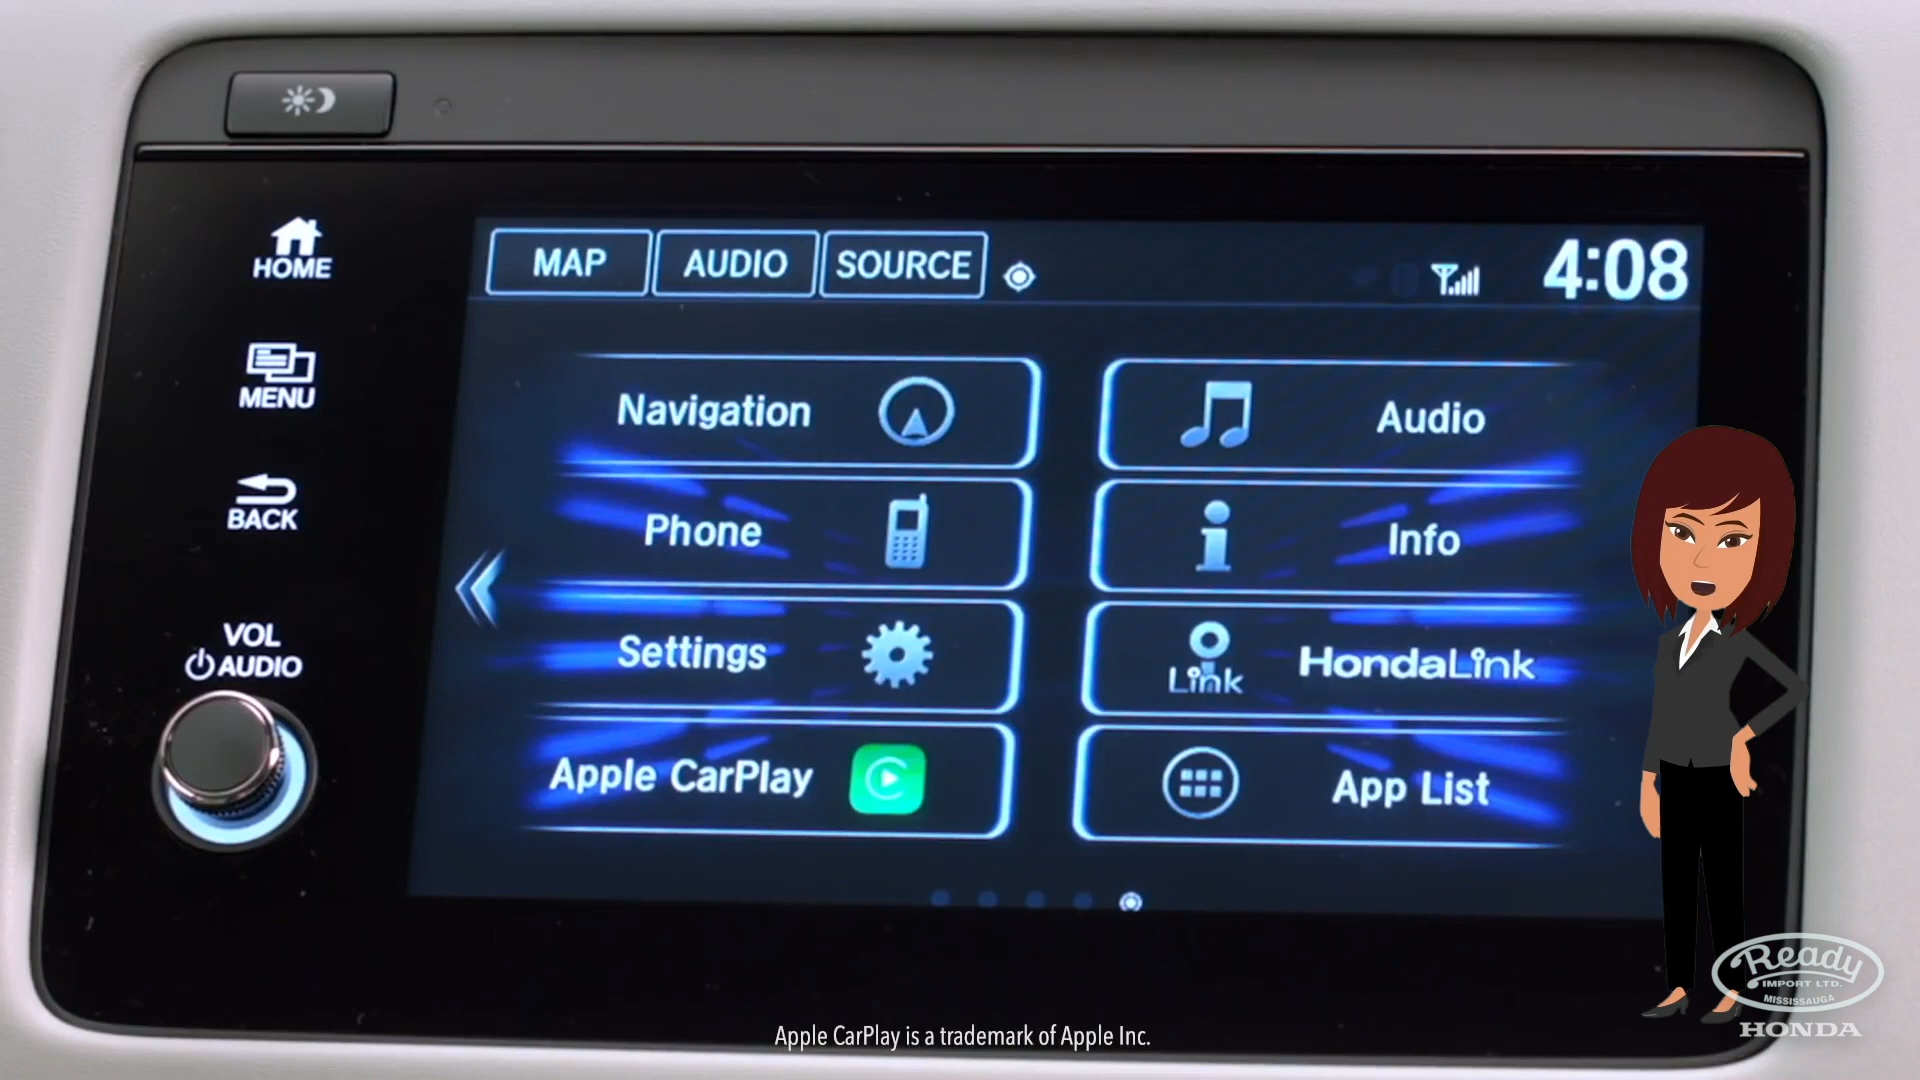 HOME
MENU
BACK
VOL
AUDIO
MAP AUDIO SOURCE 4:08
Navigation Audio
Phone Info
Settings Link HondaLink
Apple CarPlay App List
Apple CarPlay is a trademark of Apple Inc.
Ready
IMPORT LTD.
MISSISSAUGA
HONDA